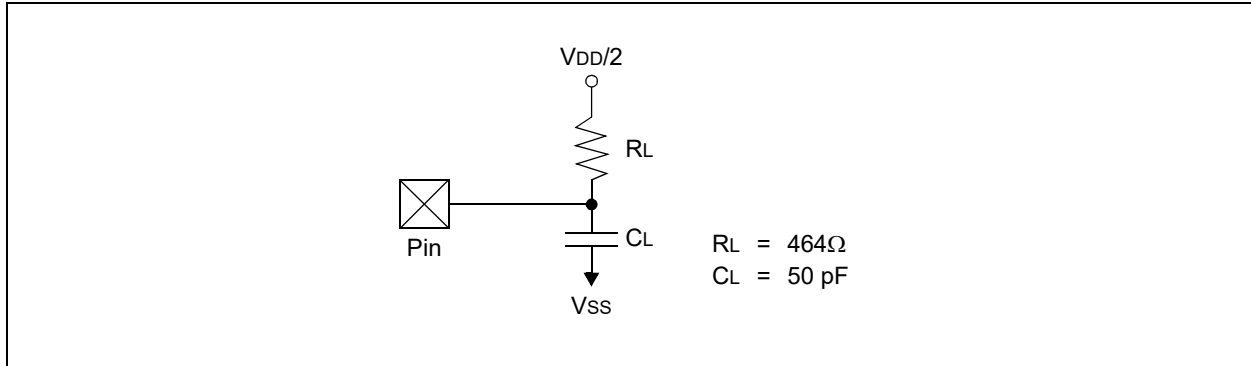 VDD/2
RL
Pin
CL
VSS
RL = 464Ω
CL = 50 pF